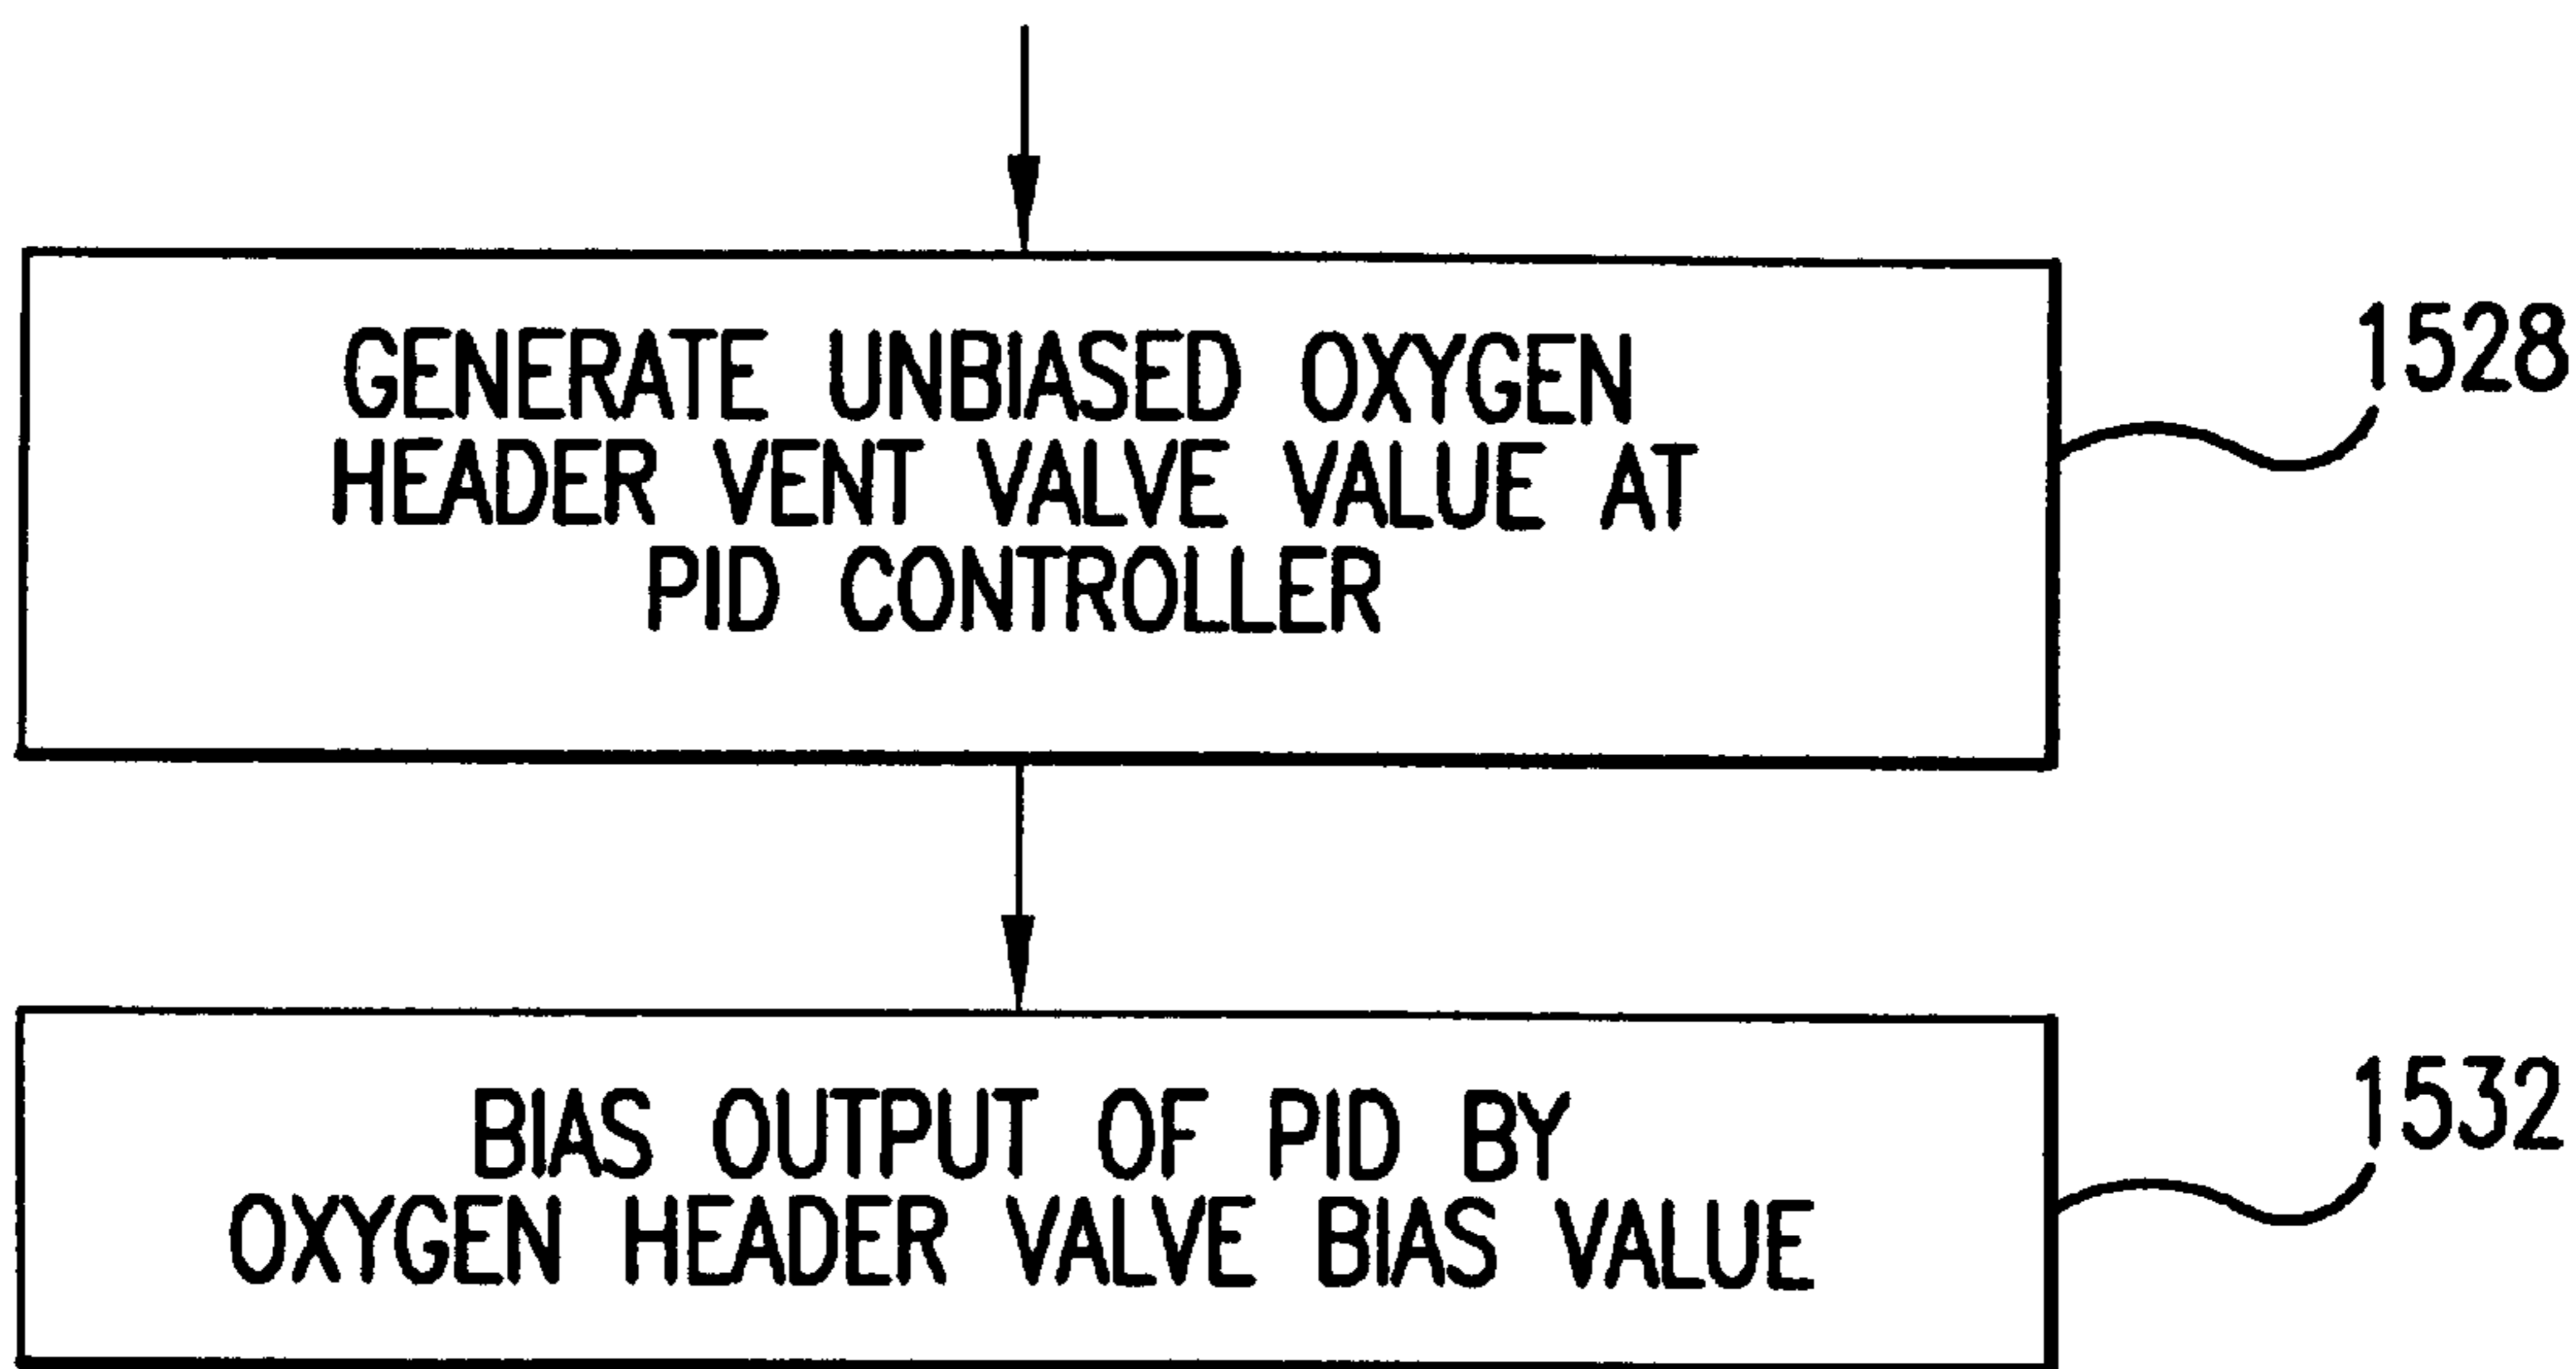 GENERATE UNBIASED OXYGEN
HEADER VENT VALVE VALUE AT
PID CONTROLLER
1528
BIAS OUTPUT OF PID BY
OXYGEN HEADER VALVE BIAS VALUE
1532